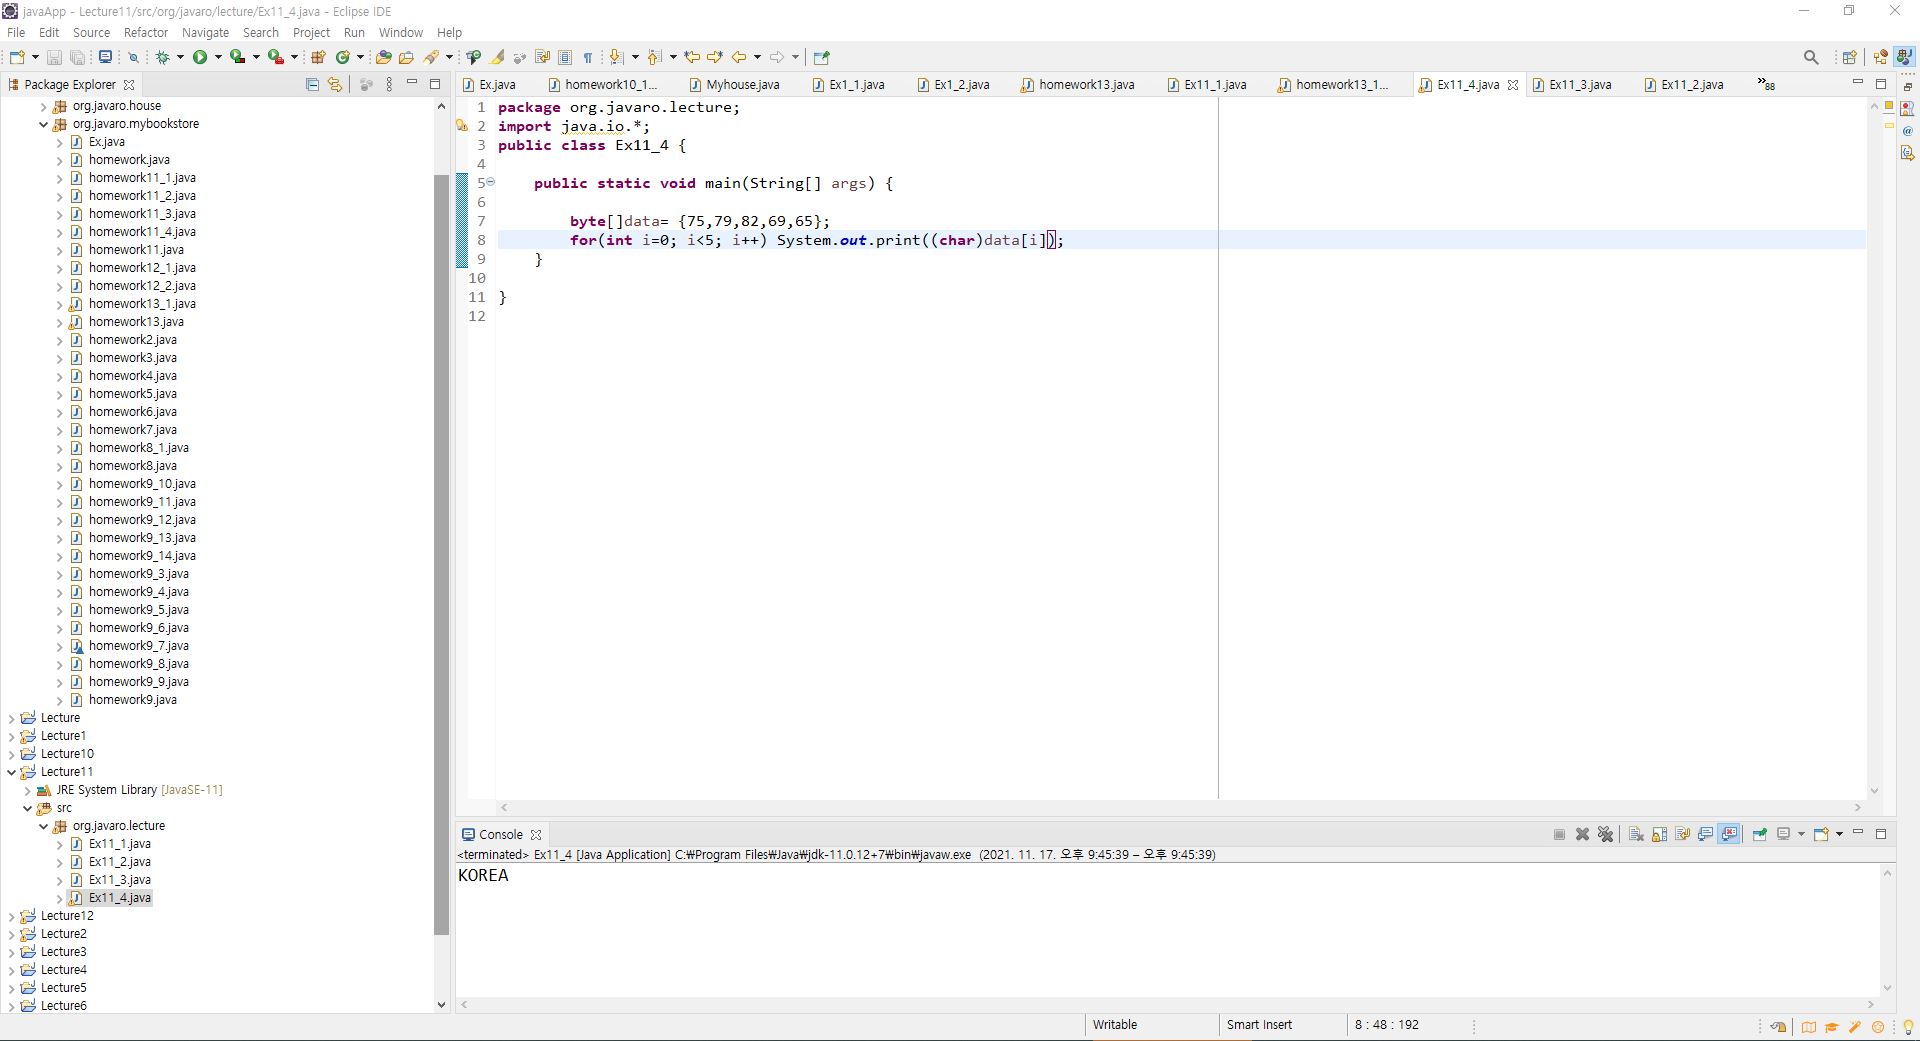 javaApp - Lecture11/src/org/javaro/lecture/Ex11_4.java - Eclipse IDE
File Edit Source Refactor Navigate Search Project Run Window Help
Package Explorer
org.javaro.house
org.javaro.mybookstore
Ex.java
homework.java
homework11_1.java
homework11_2.java
homework11_3.java
homework11_4.java
homework11.java
homework12_1.java
homework12_2.java
homework13_1.java
homework13.java
homework2.java
homework3.java
homework4.java
homework5.java
homework6.java
homework7.java
homework8_1.java
homework8.java
homework9_10.java
homework9_11.java
homework9_12.java
homework9_13.java
homework9_14.java
homework9_3.java
homework9_4.java
homework9_5.java
homework9_6.java
homework9_7.java
homework9_8.java
homework9_9.java
homework9.java
Lecture
Lecture1
Lecture10
Lecture11
JRE System Library [JavaSE-11]
src
org.javaro.lecture
Ex11_1.java
Ex11_2.java
Ex11_3.java
Ex11_4.java
Lecture12
Lecture2
Lecture3
Lecture4
Lecture5
Lecture6
Ex.java homework10_1... Myhouse.java Ex1_1.java Ex1_2.java homework13.java Ex11_1.java homework13_1... Ex11_4.java Ex11_3.java Ex11_2.java »88
1 package org.javaro.lecture;
2 import java.io.*;
3 public class Ex11_4 {
4
5 public static void main(String[] args) {
6
7 byte[]data= {75,79,82,69,65};
8 for(int i=0; i<5; i++) System.out.print((char)data[i]);
9 }
10
11 }
12
Console
<terminated> Ex11_4 [Java Application] C:₩Program Files₩Java₩jdk-11.0.12+7₩bin₩javaw.exe (2021. 11. 17. 오후 9:45:39 – 오후 9:45:39)
KOREA
Writable Smart Insert 8 : 48 : 192